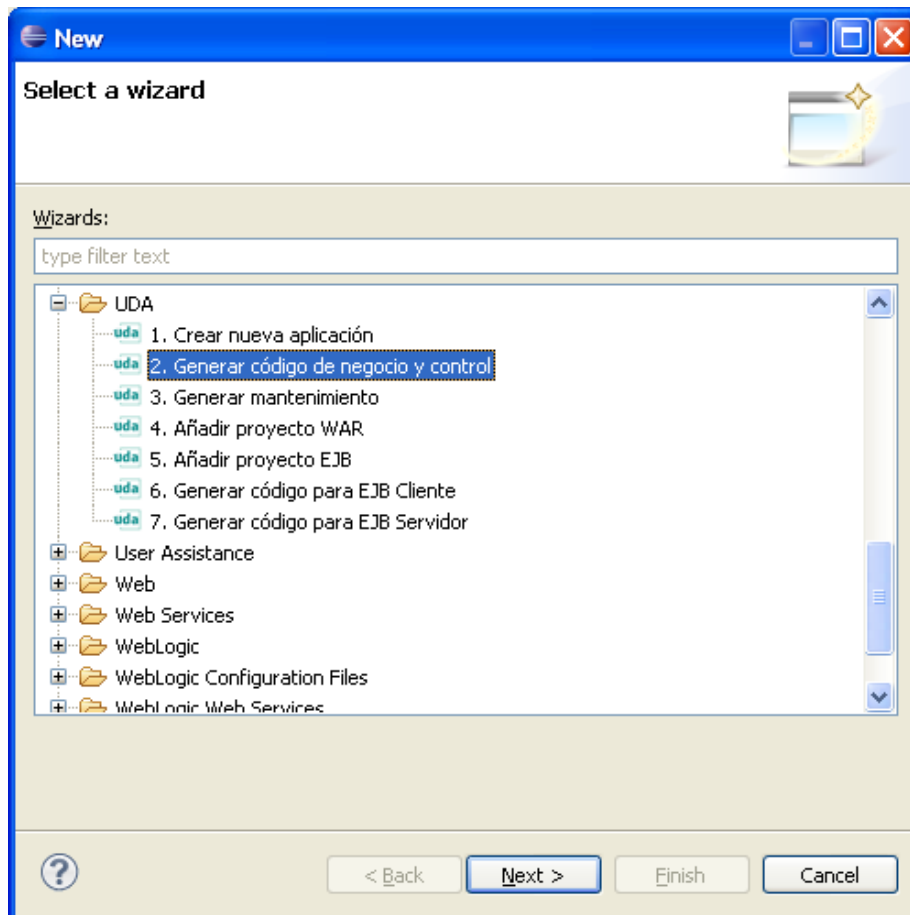 New
Select a wizard
Wizards:
type filter text
UDA
uda 1. Crear nueva aplicación
uda 2. Generar código de negocio y control
uda 3. Generar mantenimiento
uda 4. Añadir proyecto WAR
uda 5. Añadir proyecto EJB
uda 6. Generar código para EJB Cliente
uda 7. Generar código para EJB Servidor
User Assistance
Web
Web Services
WebLogic
WebLogic Configuration Files
WebLogic Web Services
? < Back Next > Finish Cancel